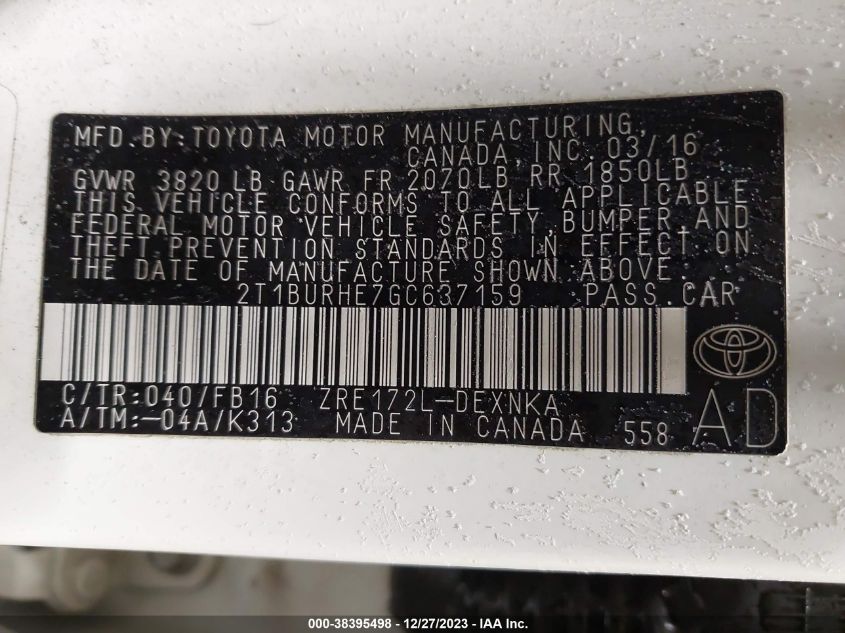 MFD. BY: TOYOTA MOTOR MANUFACTURING,
CANADA, INC. 03/16
GVWR 3820 LB GAWR FR 2070LB RR 1850LB
THIS VEHICLE CONFORMS TO ALL APPLICABLE
FEDERAL MOTOR VEHICLE SAFETY, BUMPER, AND
THEFT PREVENTION STANDARDS IN EFFECT ON
THE DATE OF MANUFACTURE SHOWN ABOVE.
2T1BURHE7GC637159 PASS. CAR
C/TR: 040/FB16 ZRE172L-DEXNKA
A/TM:-04A/K313 MADE IN CANADA 558 AD
000-38395498 - 12/27/2023 - Copyright IAA, Inc.